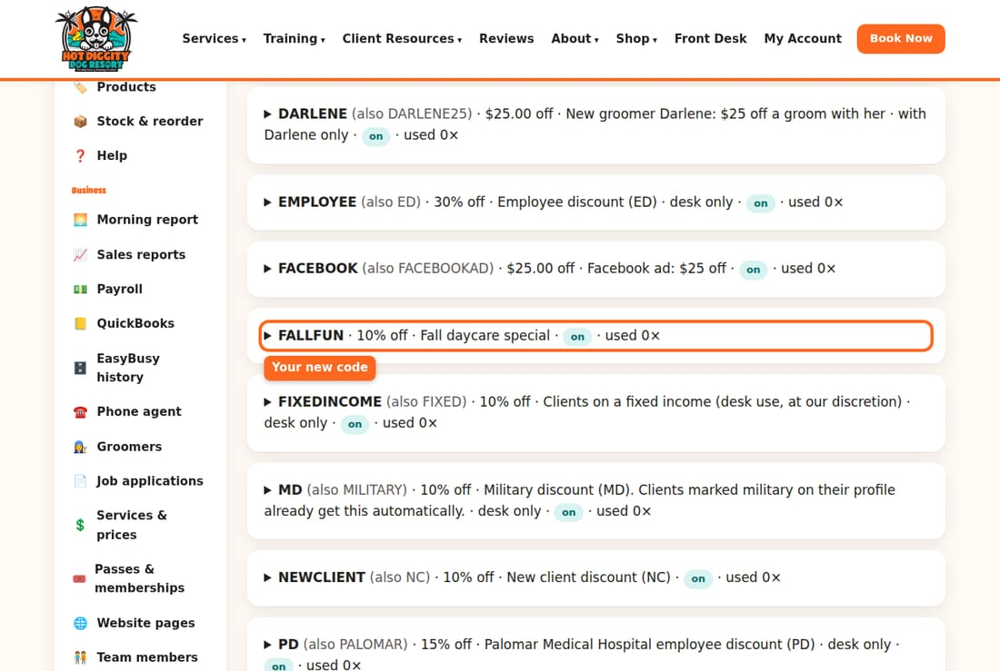 HOT DIGGITY
DOG RESORT
Services ▾ Training ▾ Client Resources ▾ Reviews About ▾ Shop ▾ Front Desk My Account Book Now
Products
Stock & reorder
Help
Business
Morning report
Sales reports
Payroll
QuickBooks
EasyBusy
history
Phone agent
Groomers
Job applications
Services &
prices
Passes &
memberships
Website pages
Team members
▶ DARLENE (also DARLENE25) · $25.00 off · New groomer Darlene: $25 off a groom with her · with
Darlene only · on · used 0×
▶ EMPLOYEE (also ED) · 30% off · Employee discount (ED) · desk only · on · used 0×
▶ FACEBOOK (also FACEBOOKAD) · $25.00 off · Facebook ad: $25 off · on · used 0×
▶ FALLFUN · 10% off · Fall daycare special · on · used 0×
Your new code
▶ FIXEDINCOME (also FIXED) · 10% off · Clients on a fixed income (desk use, at our discretion) ·
desk only · on · used 0×
▶ MD (also MILITARY) · 10% off · Military discount (MD). Clients marked military on their profile
already get this automatically. · desk only · on · used 0×
▶ NEWCLIENT (also NC) · 10% off · New client discount (NC) · on · used 0×
▶ PD (also PALOMAR) · 15% off · Palomar Medical Hospital employee discount (PD) · desk only ·
on · used 0×